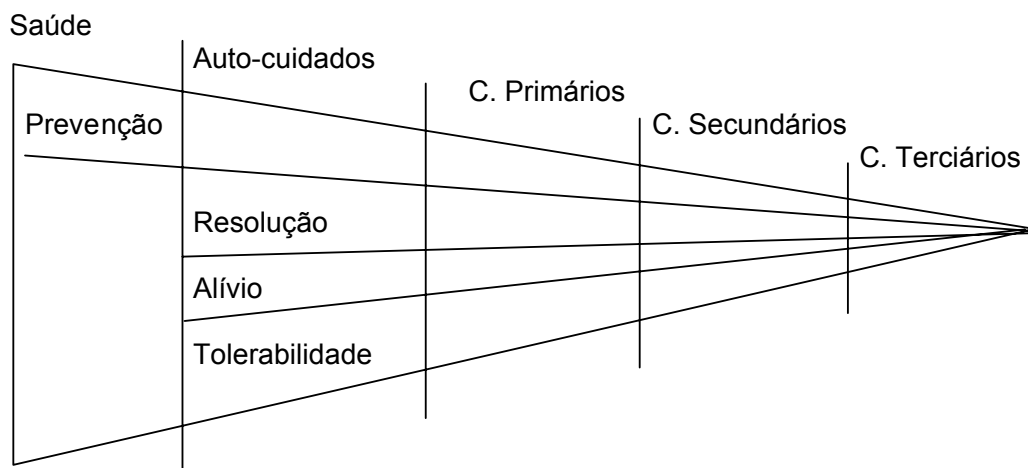 Saúde
Auto-cuidados
C. Primários
Prevenção
C. Secundários
C. Terciários
Resolução
Alívio
Tolerabilidade